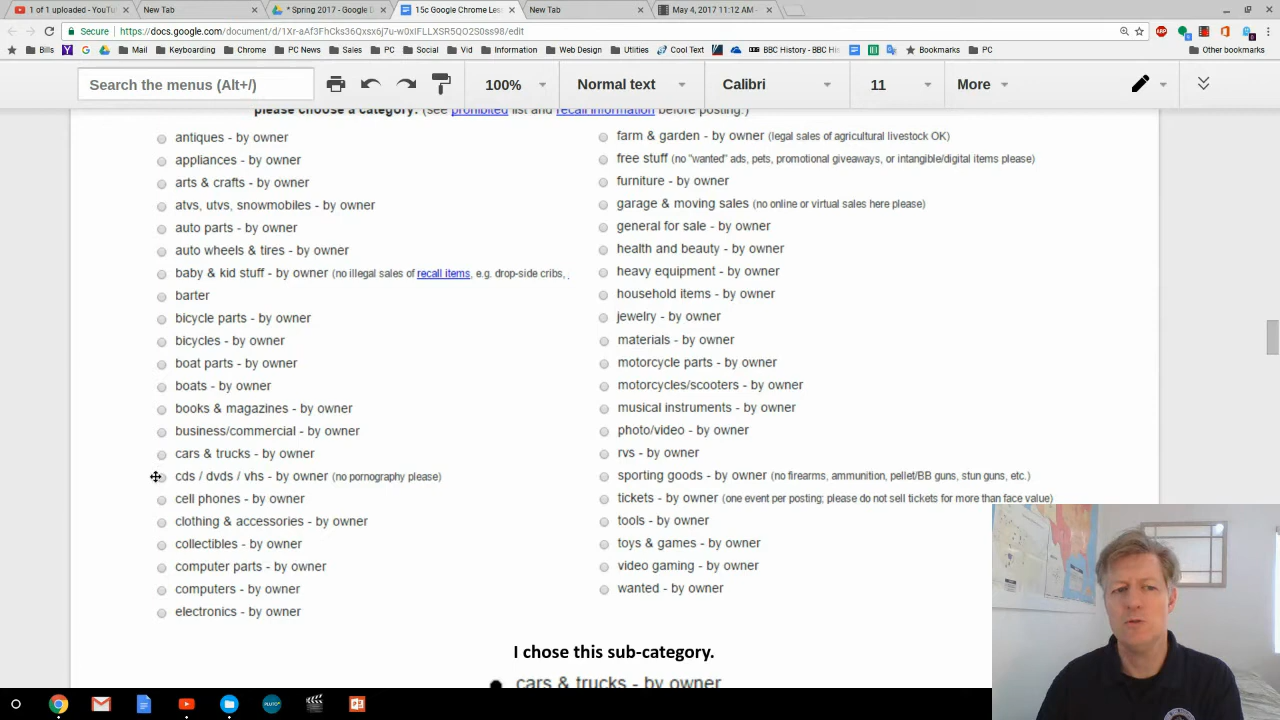 1 of 1 uploaded - YouTu
New Tab
* Spring 2017 - Google D
15c Google Chrome Les
New Tab
May 4, 2017 11:12 AM -
Secure
https://docs.google.com/document/d/1Xr-aAf3FhCks36Qxsx6j7u-w0xIFLLXSR5QO2S0ss98/edit
Bills
Mail
Keyboarding
Chrome
PC News
Sales
PC
Social
Vid
Information
Web Design
Utilities
Cool Text
BBC History - BBC His
Bookmarks
PC
Other bookmarks
Search the menus (Alt+/)
100%
Normal text
Calibri
11
More
please choose a category: (see prohibited list and recall information before posting.)
antiques - by owner
appliances - by owner
arts & crafts - by owner
atvs, utvs, snowmobiles - by owner
auto parts - by owner
auto wheels & tires - by owner
baby & kid stuff - by owner (no illegal sales of recall items, e.g. drop-side cribs,
barter
bicycle parts - by owner
bicycles - by owner
boat parts - by owner
boats - by owner
books & magazines - by owner
business/commercial - by owner
cars & trucks - by owner
cds / dvds / vhs - by owner (no pornography please)
cell phones - by owner
clothing & accessories - by owner
collectibles - by owner
computer parts - by owner
computers - by owner
electronics - by owner
farm & garden - by owner (legal sales of agricultural livestock OK)
free stuff (no "wanted" ads, pets, promotional giveaways, or intangible/digital items please)
furniture - by owner
garage & moving sales (no online or virtual sales here please)
general for sale - by owner
health and beauty - by owner
heavy equipment - by owner
household items - by owner
jewelry - by owner
materials - by owner
motorcycle parts - by owner
motorcycles/scooters - by owner
musical instruments - by owner
photo/video - by owner
rvs - by owner
sporting goods - by owner (no firearms, ammunition, pellet/BB guns, stun guns, etc.)
tickets - by owner (one event per posting; please do not sell tickets for more than face value)
tools - by owner
toys & games - by owner
video gaming - by owner
wanted - by owner
I chose this sub-category.
cars & trucks - by owner